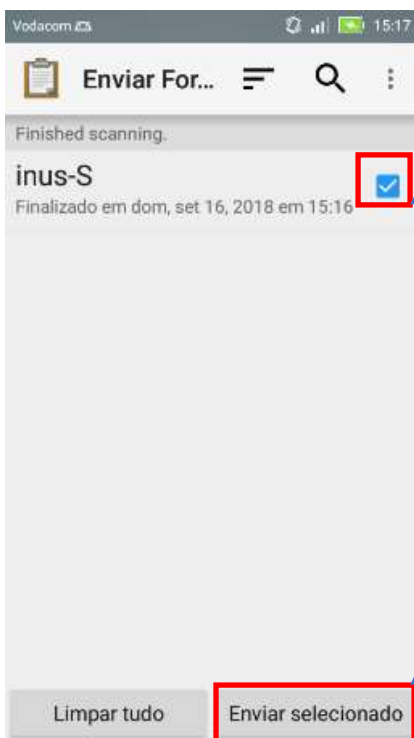 Vodacom 15:17
Enviar For...
Finished scanning.
inus-S
Finalizado em dom, set 16, 2018 em 15:16
Limpar tudo Enviar selecionado